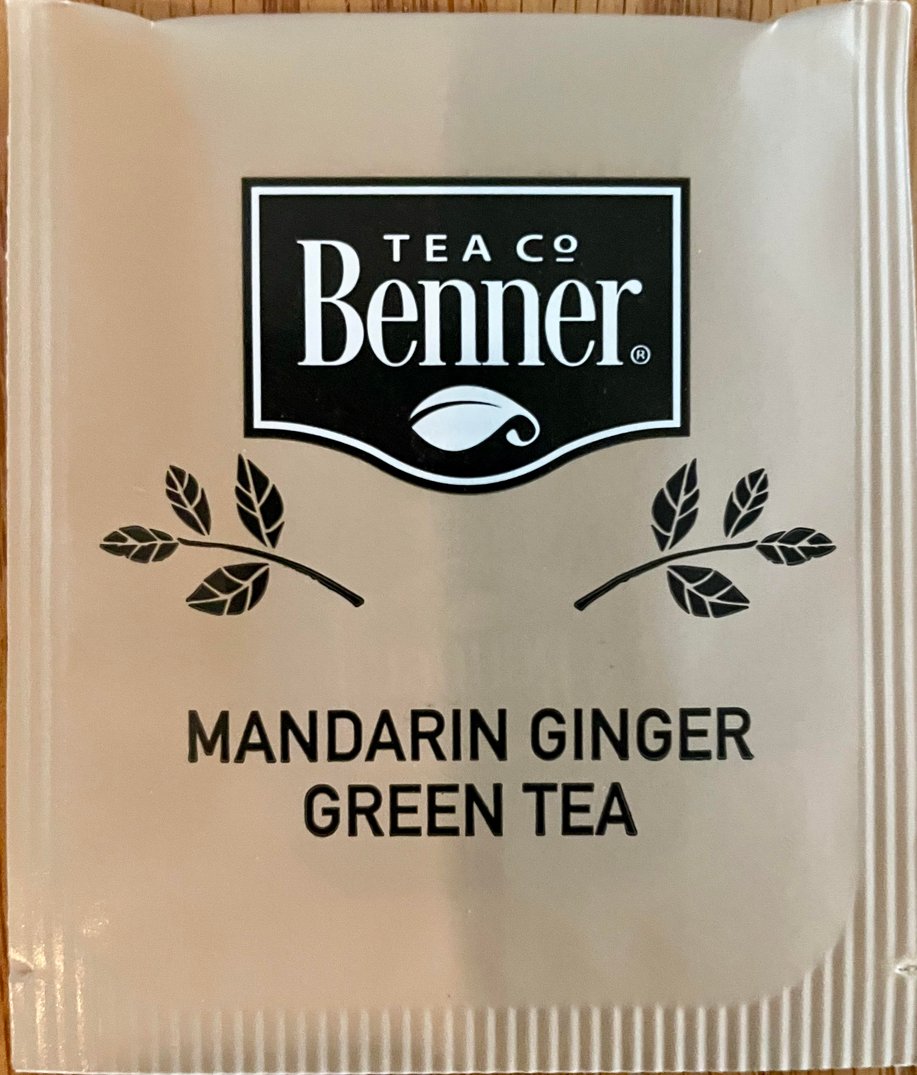 TEA Cº
Benner®
MANDARIN GINGER
GREEN TEA